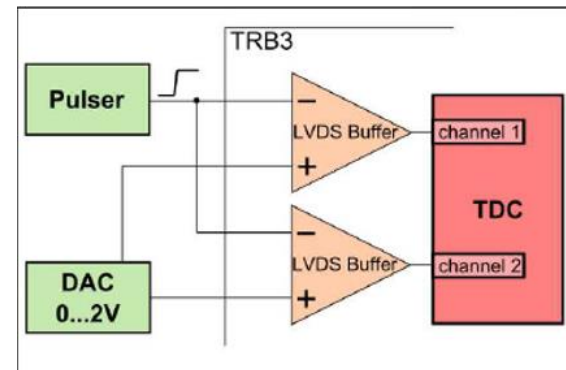 TRB3
Pulser
−
LVDS Buffer
+
channel 1
TDC
−
LVDS Buffer
+
channel 2
DAC
0...2V